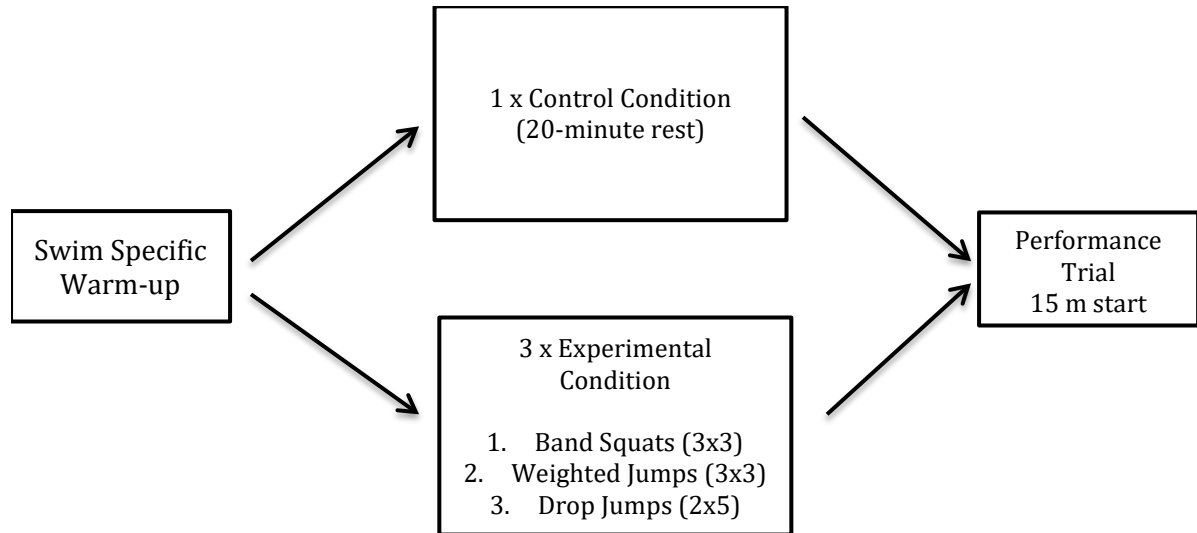 Swim Specific
Warm-up
1 x Control Condition
(20-minute rest)
3 x Experimental
Condition
1. Band Squats (3x3)
2. Weighted Jumps (3x3)
3. Drop Jumps (2x5)
Performance
Trial
15 m start